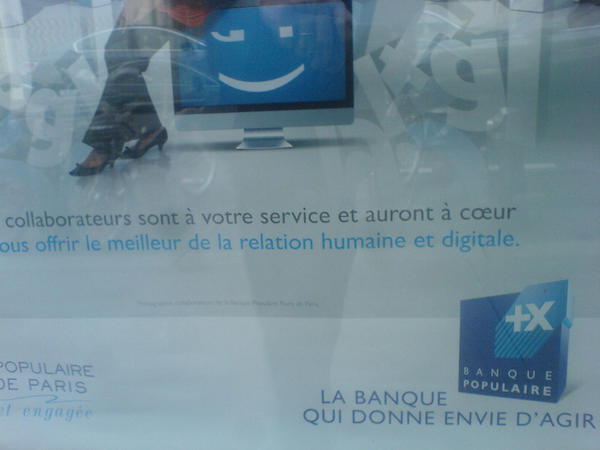 collaborateurs sont à votre service et auront à cœur
ous offrir le meilleur de la relation humaine et digitale.
+X
BANQUE
POPULAIRE
POPULAIRE
DE PARIS
et engagée
LA BANQUE
QUI DONNE ENVIE D'AGIR